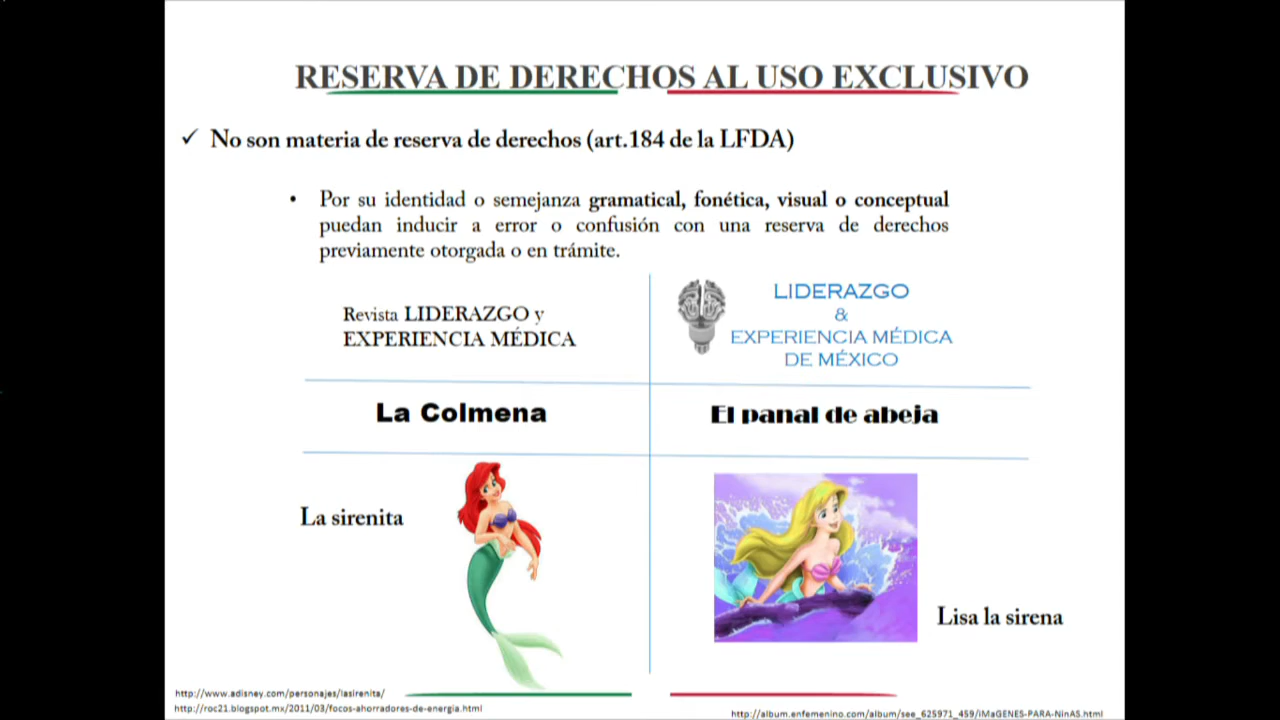 RESERVA DE DERECHOS AL USO EXCLUSIVO
✓ No son materia de reserva de derechos (art.184 de la LFDA)
• Por su identidad o semejanza gramatical, fonética, visual o conceptual
puedan inducir a error o confusión con una reserva de derechos
previamente otorgada o en trámite.
Revista LIDERAZGO y
EXPERIENCIA MÉDICA
LIDERAZGO
&
EXPERIENCIA MÉDICA
DE MÉXICO
La Colmena
El panal de abeja
La sirenita
Lisa la sirena
http://www.adisney.com/personajes/lasirenita/
http://roc21.blogspot.mx/2011/03/focos-ahorradores-de-energia.html
http://album.enfemenino.com/album/see_625971_459/iMaGENES-PARA-NinAS.html